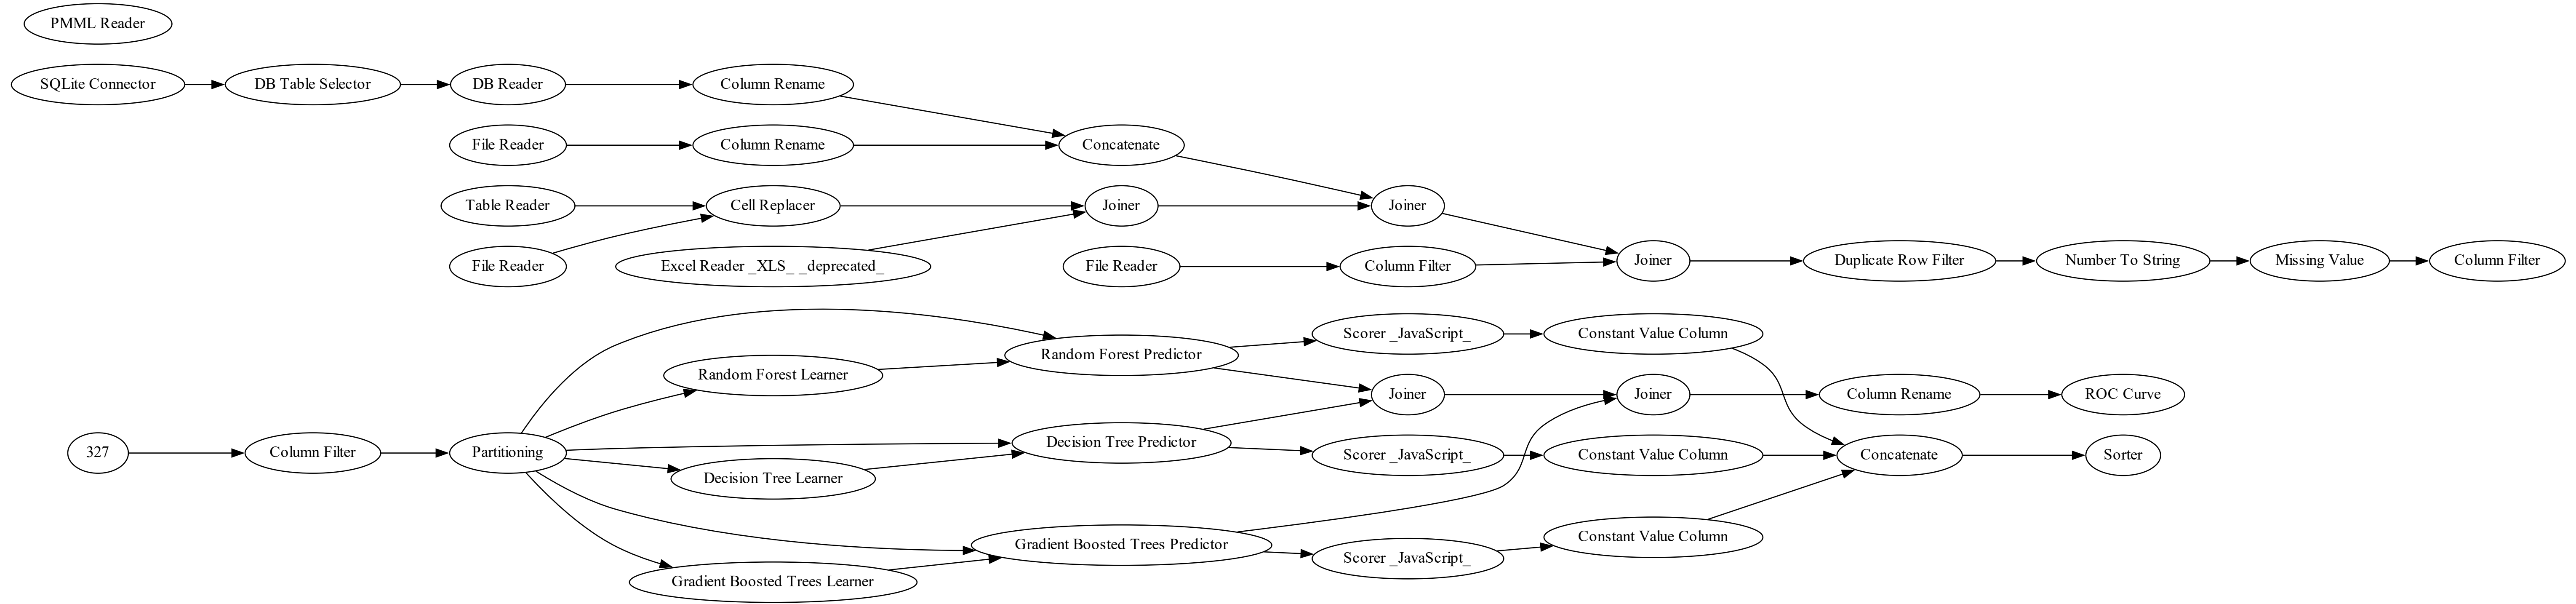 PMML Reader
SQLite Connector
DB Table Selector
DB Reader
Column Rename
File Reader
Column Rename
Concatenate
Table Reader
Cell Replacer
Joiner
Joiner
File Reader
Excel Reader _XLS_ _deprecated_
File Reader
Column Filter
Joiner
Duplicate Row Filter
Number To String
Missing Value
Column Filter
Scorer _JavaScript_
Constant Value Column
Random Forest Predictor
Random Forest Learner
Joiner
Joiner
Column Rename
ROC Curve
327
Column Filter
Partitioning
Decision Tree Predictor
Decision Tree Learner
Scorer _JavaScript_
Constant Value Column
Concatenate
Sorter
Gradient Boosted Trees Predictor
Scorer _JavaScript_
Constant Value Column
Gradient Boosted Trees Learner